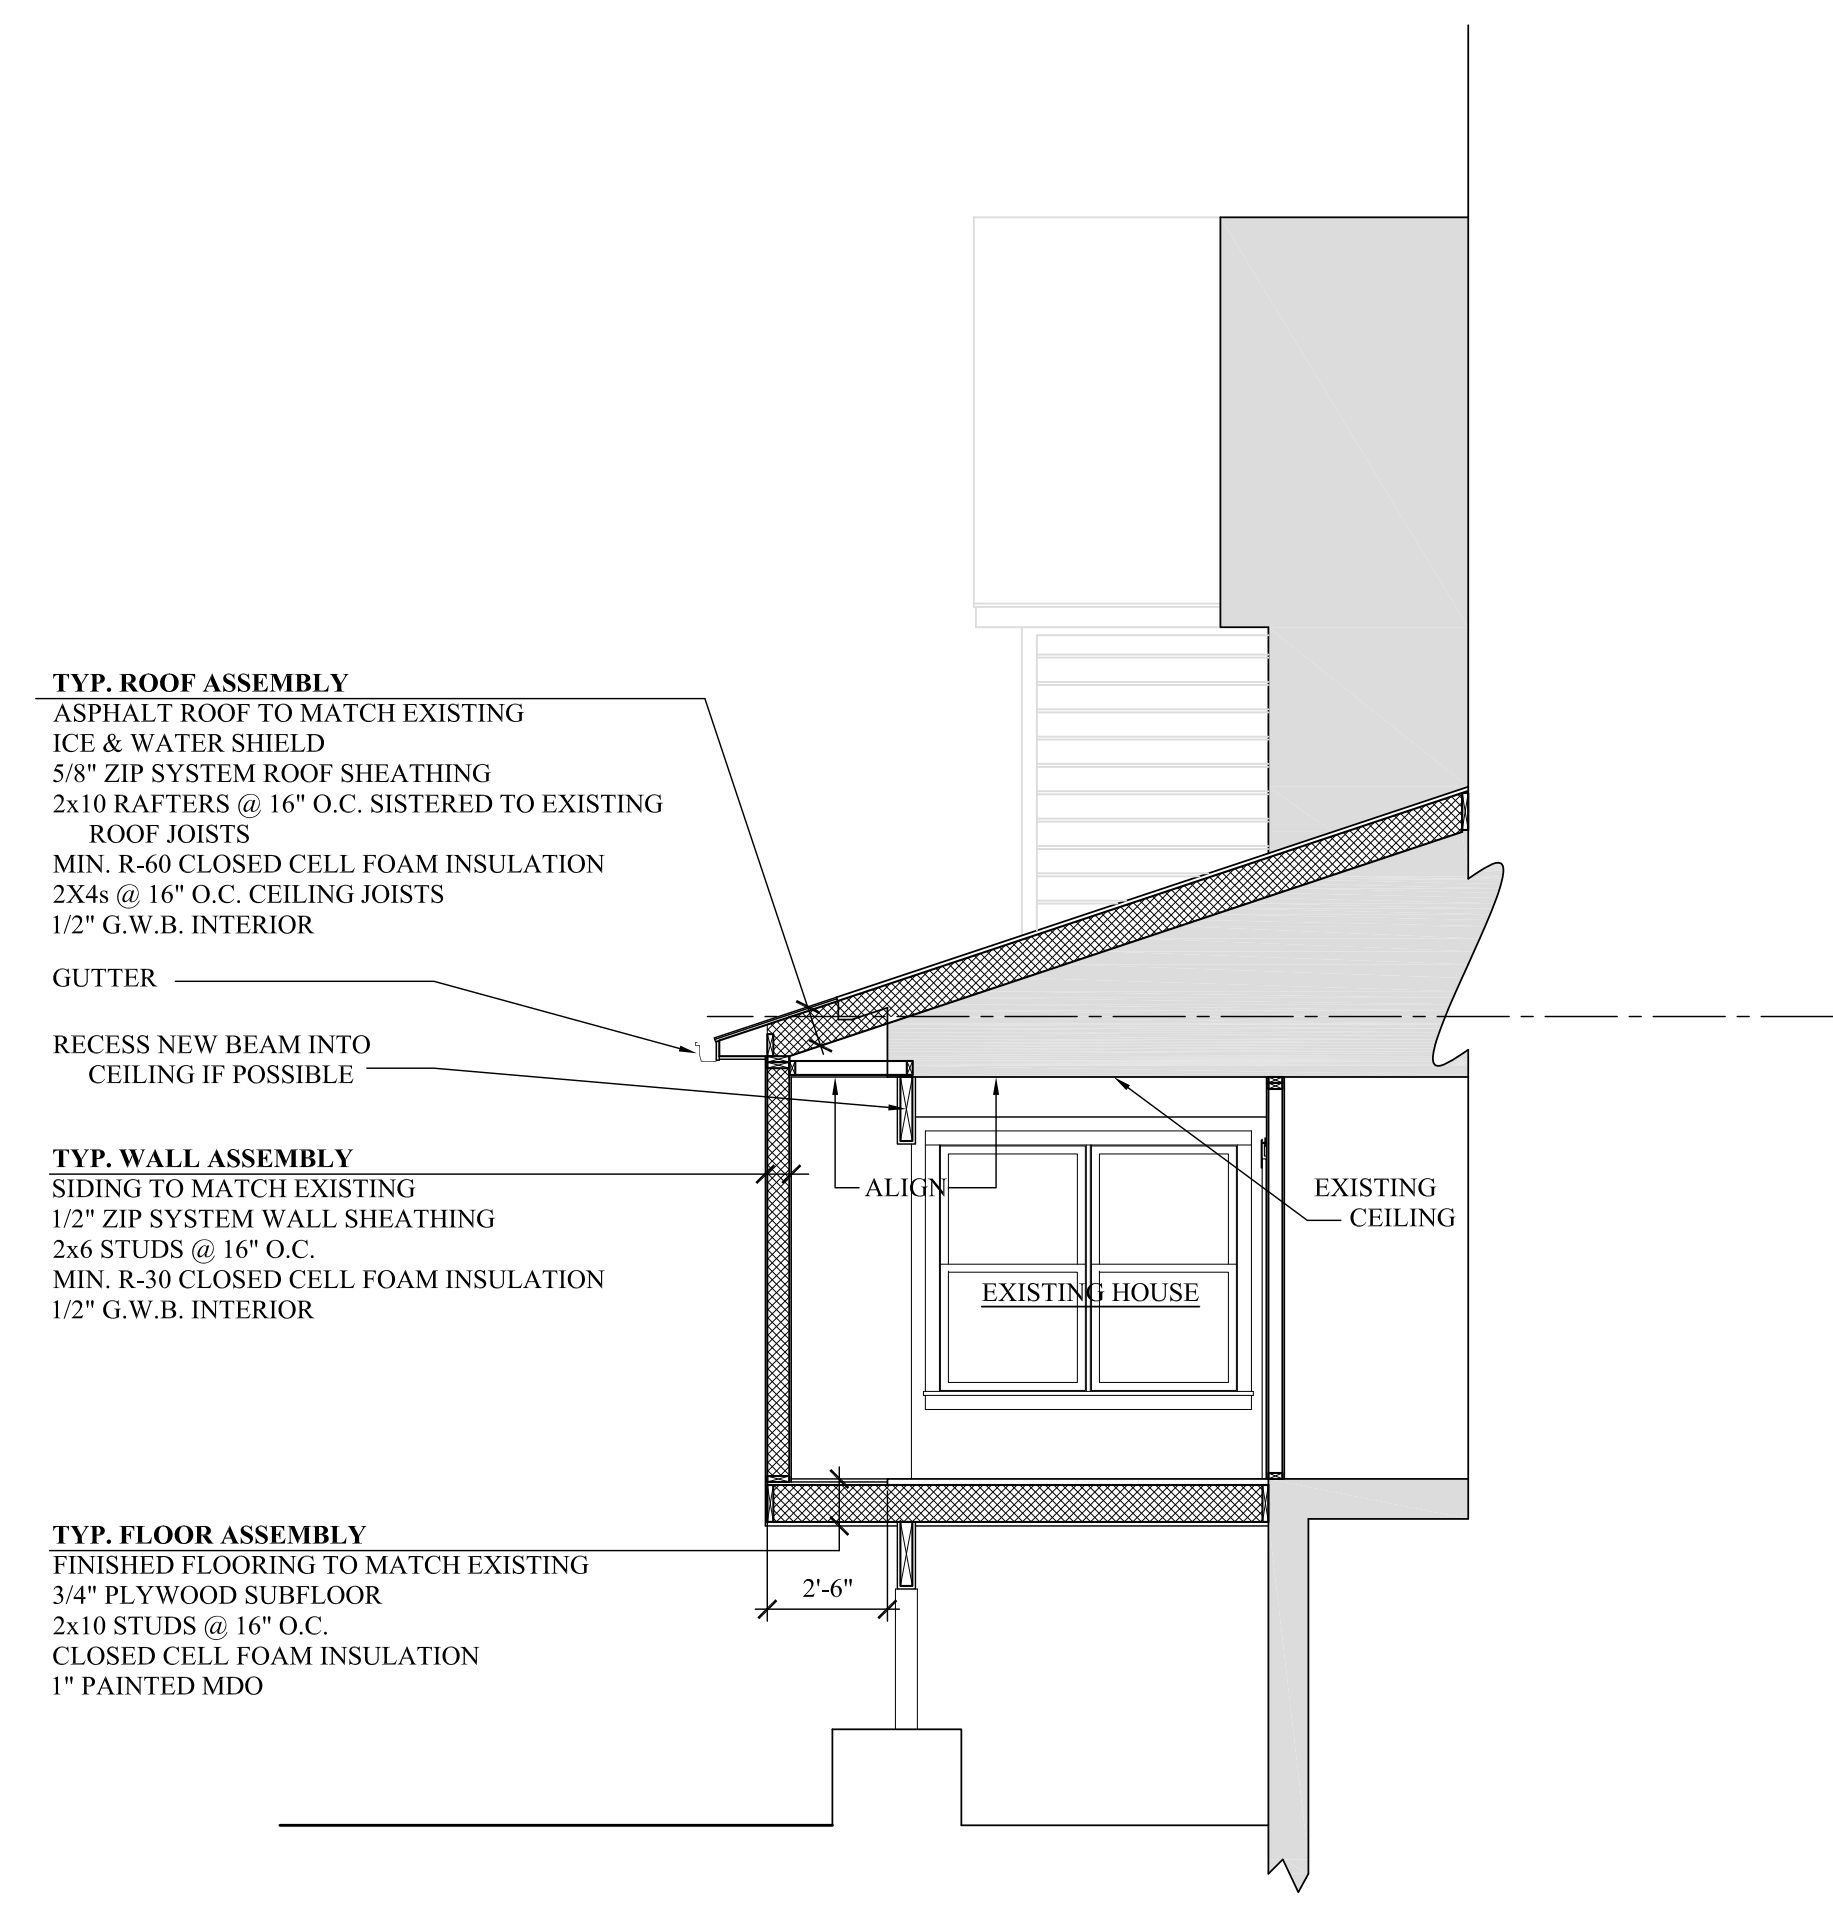 TYP. ROOF ASSEMBLY
ASPHALT ROOF TO MATCH EXISTING
ICE & WATER SHIELD
5/8" ZIP SYSTEM ROOF SHEATHING
2x10 RAFTERS @ 16" O.C. SISTERED TO EXISTING
ROOF JOISTS
MIN. R-60 CLOSED CELL FOAM INSULATION
2X4s @ 16" O.C. CEILING JOISTS
1/2" G.W.B. INTERIOR
GUTTER
RECESS NEW BEAM INTO
CEILING IF POSSIBLE
TYP. WALL ASSEMBLY
SIDING TO MATCH EXISTING
1/2" ZIP SYSTEM WALL SHEATHING
2x6 STUDS @ 16" O.C.
MIN. R-30 CLOSED CELL FOAM INSULATION
1/2" G.W.B. INTERIOR
ALIGN
EXISTING
CEILING
EXISTING HOUSE
TYP. FLOOR ASSEMBLY
FINISHED FLOORING TO MATCH EXISTING
3/4" PLYWOOD SUBFLOOR
2x10 STUDS @ 16" O.C.
CLOSED CELL FOAM INSULATION
1" PAINTED MDO
2'-6"